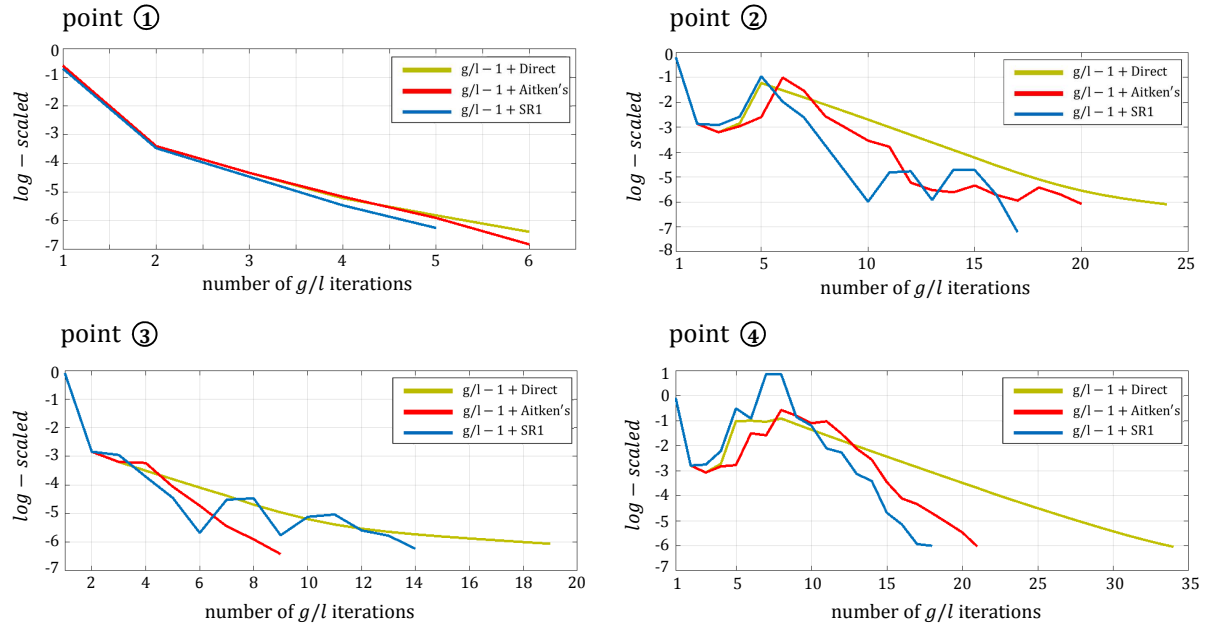 point ①
0
-1
-2
-3
-4
-5
-6
-7
log − scaled
1 2 3 4 5 6
number of g/l iterations
g/l − 1 + Direct
g/l − 1 + Aitken's
g/l − 1 + SR1
point ②
0
-1
-2
-3
-4
-5
-6
-7
-8
log − scaled
1 5 10 15 20 25
number of g/l iterations
g/l − 1 + Direct
g/l − 1 + Aitken's
g/l − 1 + SR1
point ③
0
-1
-2
-3
-4
-5
-6
-7
log − scaled
2 4 6 8 10 12 14 16 18 20
number of g/l iterations
g/l − 1 + Direct
g/l − 1 + Aitken's
g/l − 1 + SR1
point ④
1
0
-1
-2
-3
-5
-6
-7
log − scaled
1 5 10 15 20 25 30 35
number of g/l iterations
g/l − 1 + Direct
g/l − 1 + Aitken's
g/l − 1 + SR1